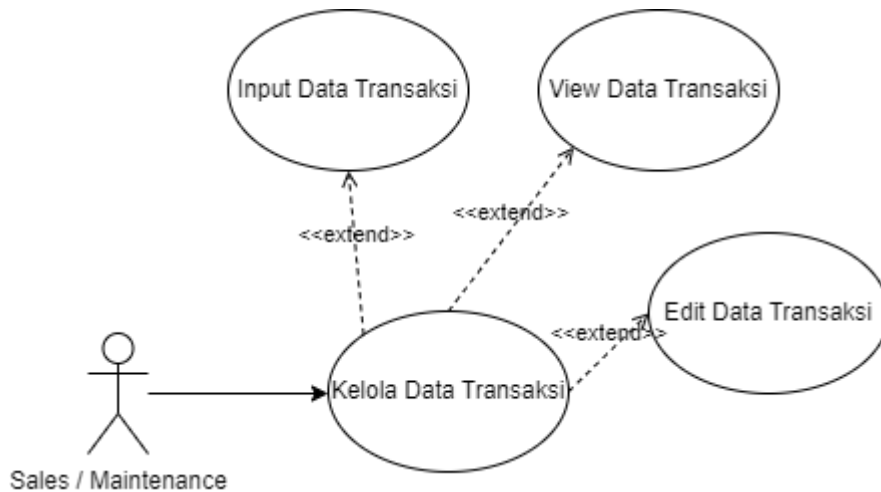 Input Data Transaksi
View Data Transaksi
<<extend>>
<<extend>>
Edit Data Transaksi
<<extend>>
Kelola Data Transaksi
Sales / Maintenance